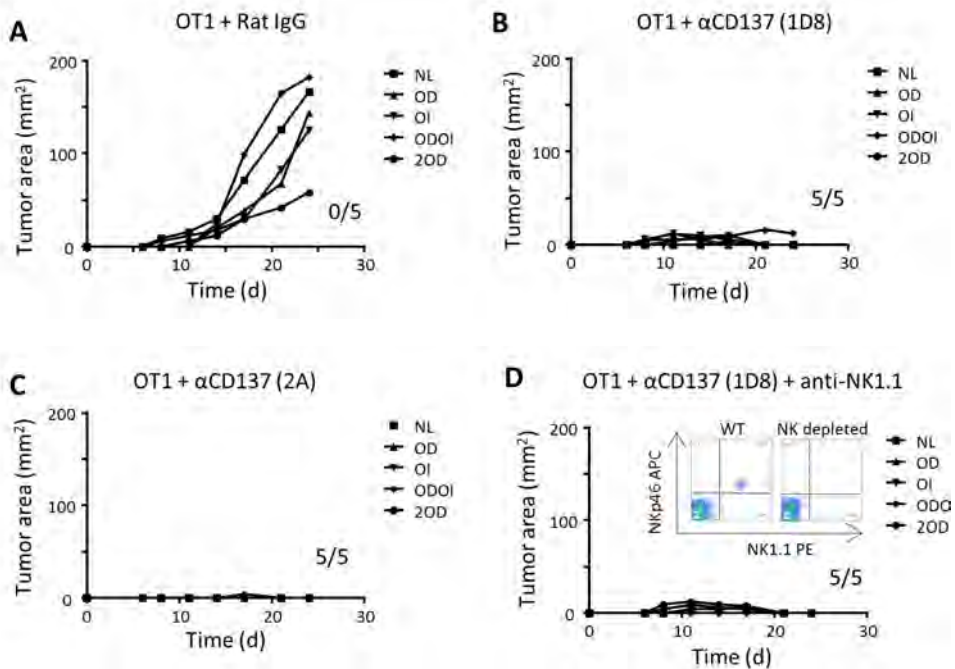 A
OT1 + Rat IgG
Tumor area (mm²)
200
100
0
0 10 20 30
Time (d)
0/5
NL
OD
OI
ODOI
2OD
B
OT1 + αCD137 (1D8)
Tumor area (mm²)
200
100
0
0 10 20 30
Time (d)
5/5
NL
OD
OI
ODOI
2OD
C
OT1 + αCD137 (2A)
Tumor area (mm²)
200
100
0
0 10 20 30
Time (d)
5/5
NL
OD
OI
ODOI
2OD
D
OT1 + αCD137 (1D8) + anti-NK1.1
Tumor area (mm²)
200
100
0
0 10 20 30
Time (d)
WT NK depleted
NKp46 APC
NK1.1 PE
5/5
NL
OD
OI
ODOI
2OD